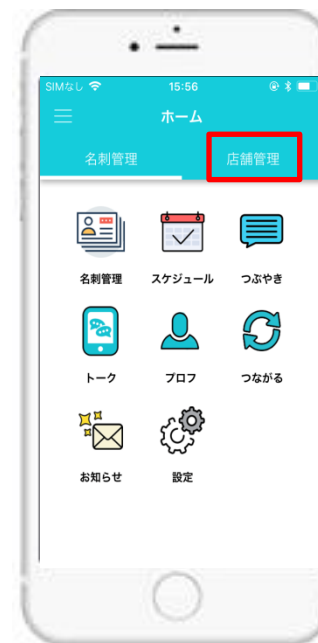 SIMなし 15:56
ホーム
名刺管理 店舗管理
名刺管理 スケジュール つぶやき
トーク プロフ つながる
お知らせ 設定